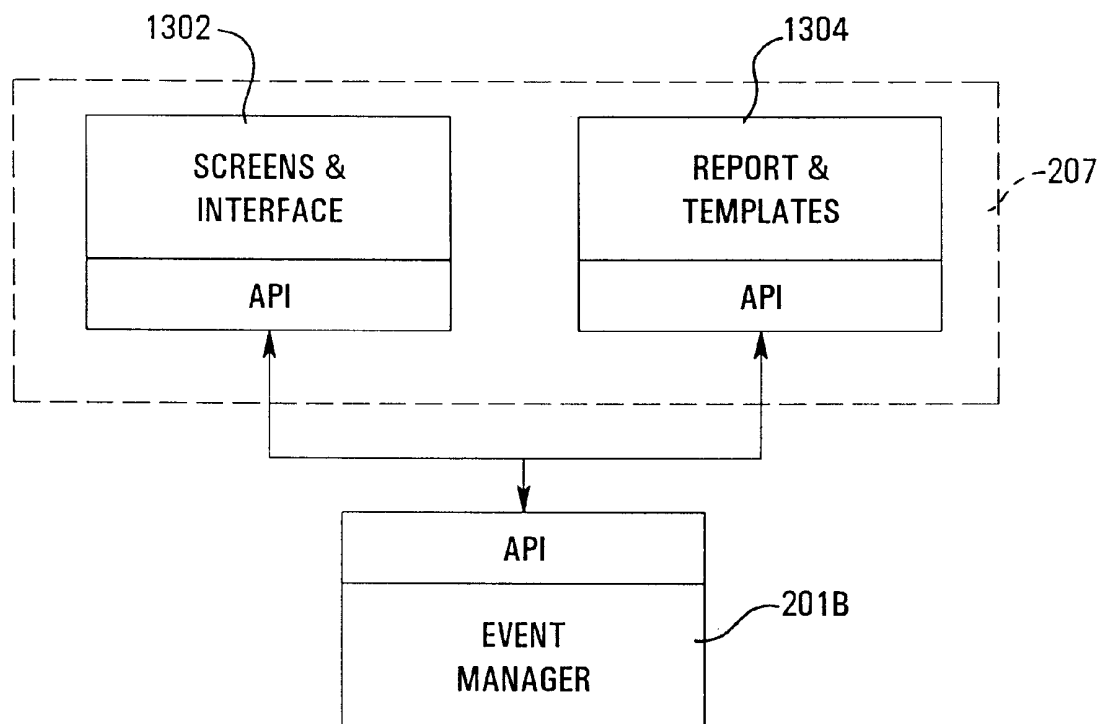 1302
1304
SCREENS &
INTERFACE
REPORT &
TEMPLATES
207
API
API
API
201B
EVENT
MANAGER